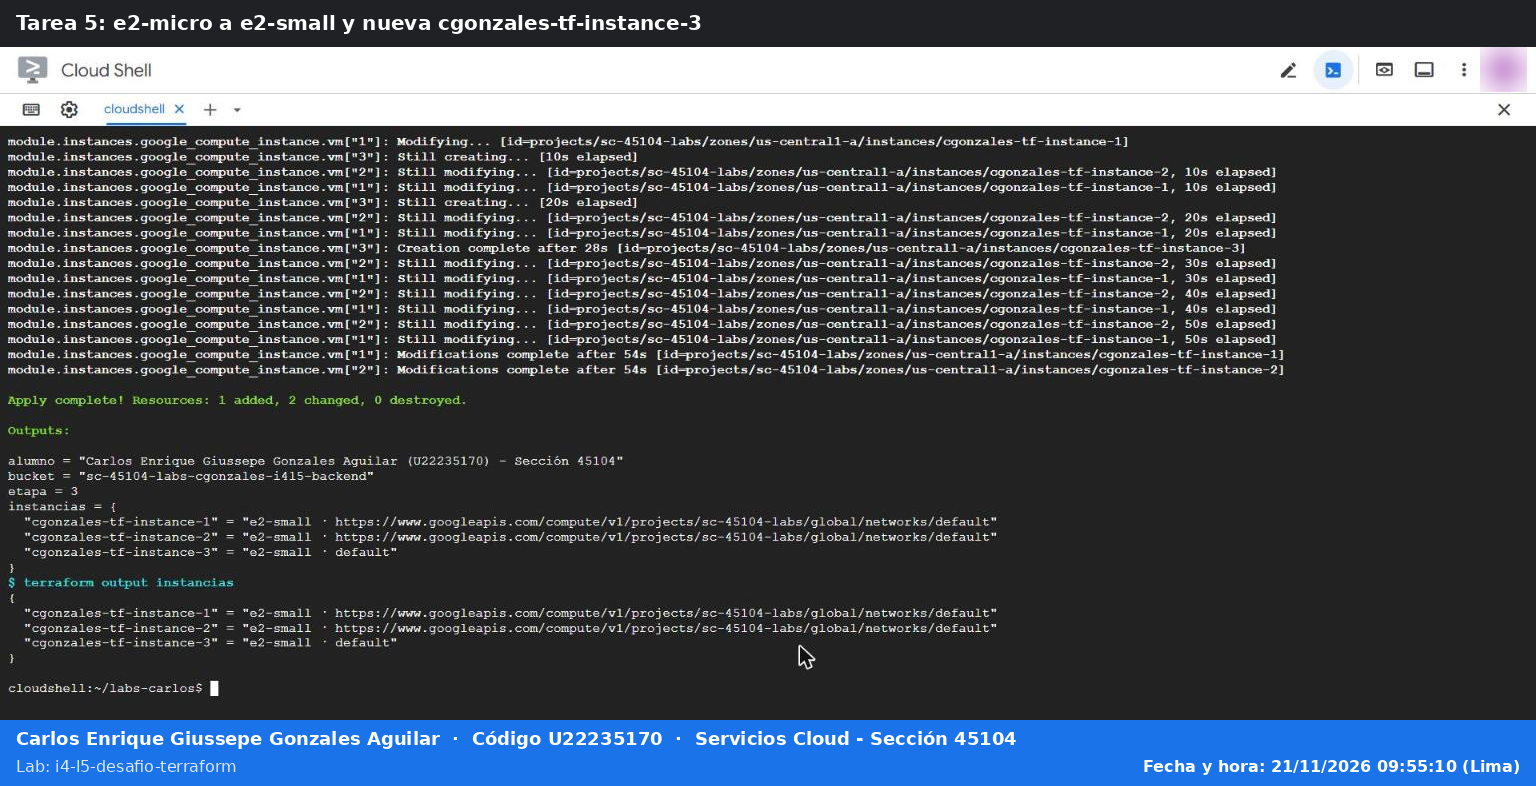 Tarea 5: e2-micro a e2-small y nueva cgonzales-tf-instance-3
Cloud Shell
cloudshell
module.instances.google_compute_instance.vm["1"]: Modifying... [id=projects/sc-45104-labs/zones/us-central1-a/instances/cgonzales-tf-instance-1]
module.instances.google_compute_instance.vm["3"]: Still creating... [10s elapsed]
module.instances.google_compute_instance.vm["2"]: Still modifying... [id=projects/sc-45104-labs/zones/us-central1-a/instances/cgonzales-tf-instance-2, 10s elapsed]
module.instances.google_compute_instance.vm["1"]: Still modifying... [id=projects/sc-45104-labs/zones/us-central1-a/instances/cgonzales-tf-instance-1, 10s elapsed]
module.instances.google_compute_instance.vm["3"]: Still creating... [20s elapsed]
module.instances.google_compute_instance.vm["2"]: Still modifying... [id=projects/sc-45104-labs/zones/us-central1-a/instances/cgonzales-tf-instance-2, 20s elapsed]
module.instances.google_compute_instance.vm["1"]: Still modifying... [id=projects/sc-45104-labs/zones/us-central1-a/instances/cgonzales-tf-instance-1, 20s elapsed]
module.instances.google_compute_instance.vm["3"]: Creation complete after 28s [id=projects/sc-45104-labs/zones/us-central1-a/instances/cgonzales-tf-instance-3]
module.instances.google_compute_instance.vm["2"]: Still modifying... [id=projects/sc-45104-labs/zones/us-central1-a/instances/cgonzales-tf-instance-2, 30s elapsed]
module.instances.google_compute_instance.vm["1"]: Still modifying... [id=projects/sc-45104-labs/zones/us-central1-a/instances/cgonzales-tf-instance-1, 30s elapsed]
module.instances.google_compute_instance.vm["2"]: Still modifying... [id=projects/sc-45104-labs/zones/us-central1-a/instances/cgonzales-tf-instance-2, 40s elapsed]
module.instances.google_compute_instance.vm["1"]: Still modifying... [id=projects/sc-45104-labs/zones/us-central1-a/instances/cgonzales-tf-instance-1, 40s elapsed]
module.instances.google_compute_instance.vm["2"]: Still modifying... [id=projects/sc-45104-labs/zones/us-central1-a/instances/cgonzales-tf-instance-2, 50s elapsed]
module.instances.google_compute_instance.vm["1"]: Still modifying... [id=projects/sc-45104-labs/zones/us-central1-a/instances/cgonzales-tf-instance-1, 50s elapsed]
module.instances.google_compute_instance.vm["1"]: Modifications complete after 54s [id=projects/sc-45104-labs/zones/us-central1-a/instances/cgonzales-tf-instance-1]
module.instances.google_compute_instance.vm["2"]: Modifications complete after 54s [id=projects/sc-45104-labs/zones/us-central1-a/instances/cgonzales-tf-instance-2]
Apply complete! Resources: 1 added, 2 changed, 0 destroyed.
Outputs:
alumno = "Carlos Enrique Giussepe Gonzales Aguilar (U22235170) - Sección 45104"
bucket = "sc-45104-labs-cgonzales-i4l5-backend"
etapa = 3
instancias = {
  "cgonzales-tf-instance-1" = "e2-small · https://www.googleapis.com/compute/v1/projects/sc-45104-labs/global/networks/default"
  "cgonzales-tf-instance-2" = "e2-small · https://www.googleapis.com/compute/v1/projects/sc-45104-labs/global/networks/default"
  "cgonzales-tf-instance-3" = "e2-small · default"
}
$ terraform output instancias
{
  "cgonzales-tf-instance-1" = "e2-small · https://www.googleapis.com/compute/v1/projects/sc-45104-labs/global/networks/default"
  "cgonzales-tf-instance-2" = "e2-small · https://www.googleapis.com/compute/v1/projects/sc-45104-labs/global/networks/default"
  "cgonzales-tf-instance-3" = "e2-small · default"
}
cloudshell:~/labs-carlos$
Carlos Enrique Giussepe Gonzales Aguilar · Código U22235170 · Servicios Cloud - Sección 45104
Lab: i4-l5-desafio-terraform
Fecha y hora: 21/11/2026 09:55:10 (Lima)